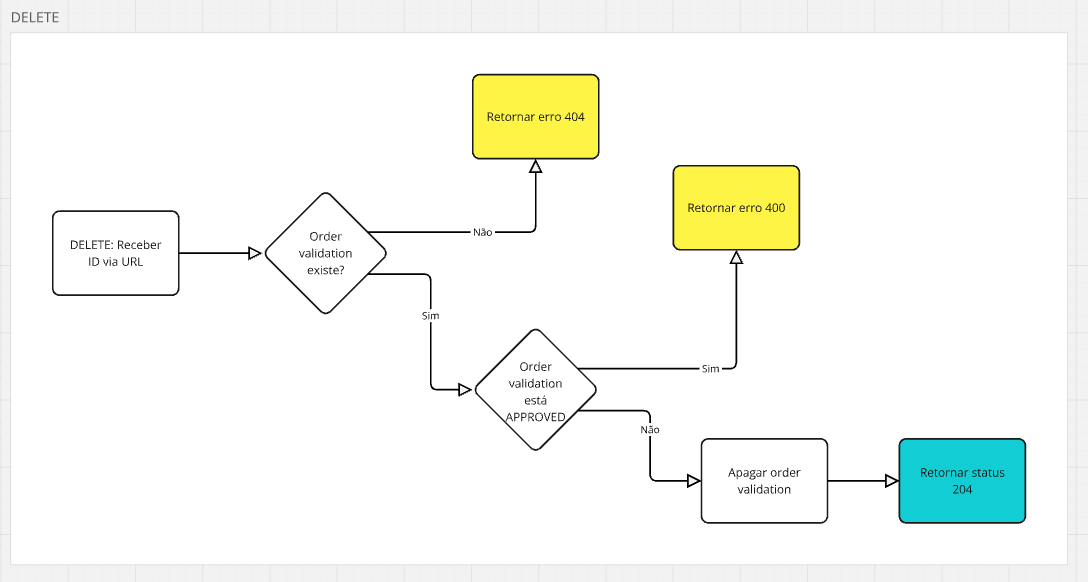 DELETE
Retornar erro 404
Retornar erro 400
DELETE: Receber
ID via URL
Order
validation
existe?
Não
Sim
Order
validation
está
APPROVED
Sim
Não
Apagar order
validation
Retornar status
204